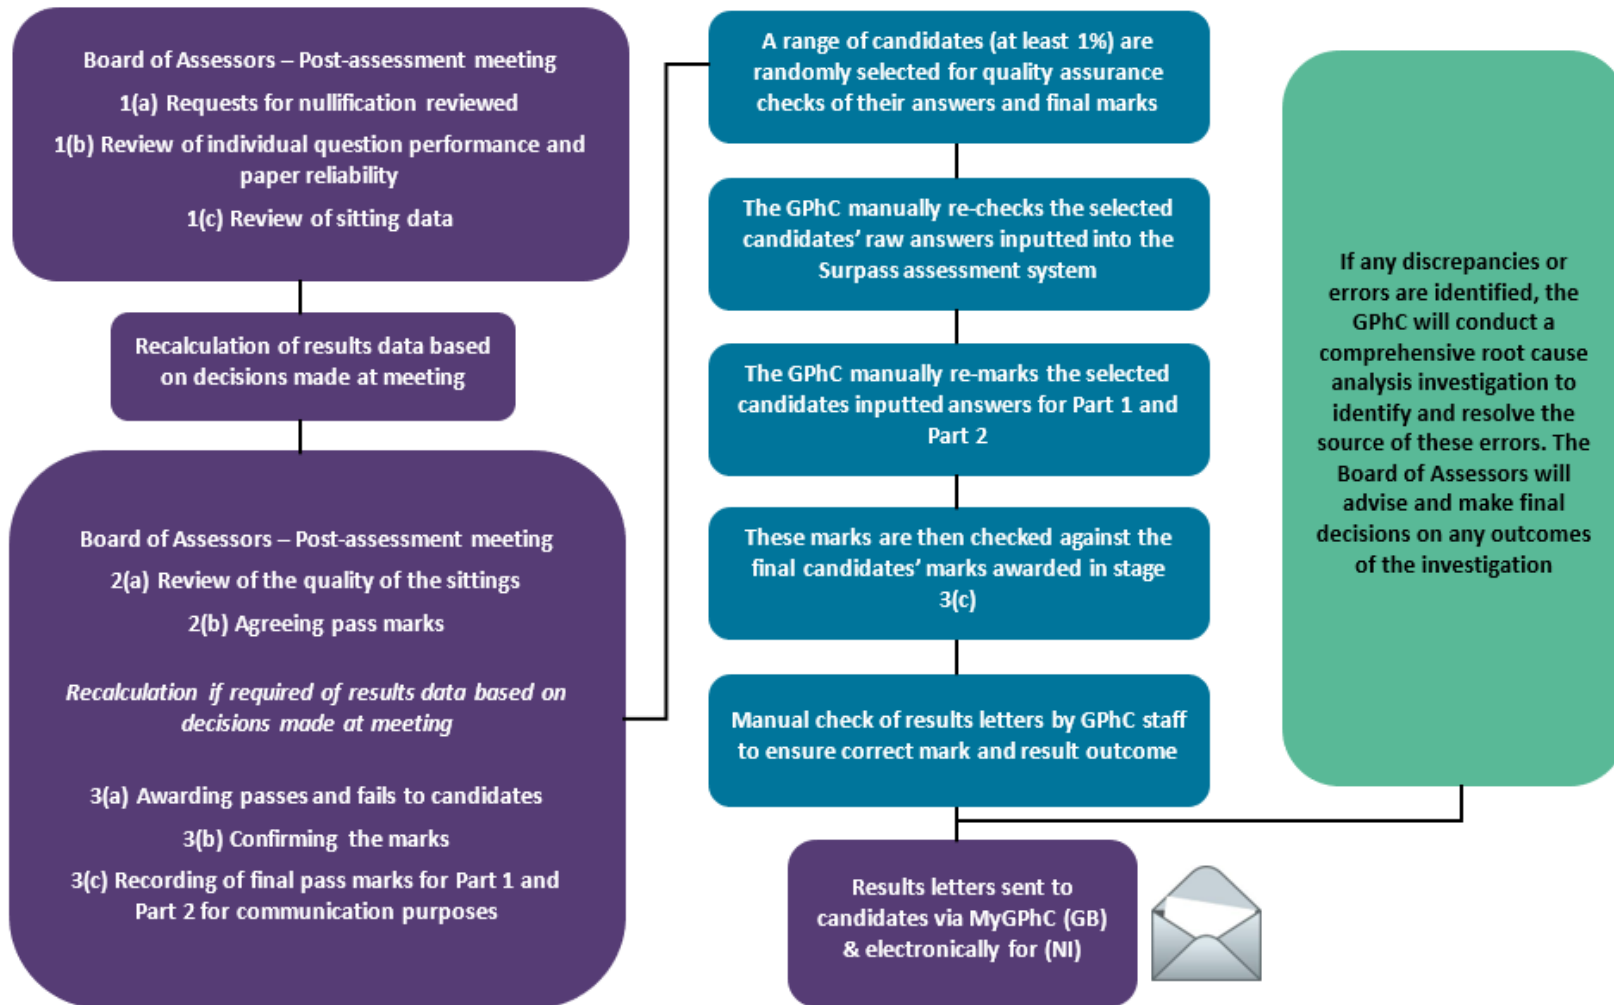 Board of Assessors – Post-assessment meeting
1(a) Requests for nullification reviewed
1(b) Review of individual question performance and
paper reliability
1(c) Review of sitting data
Recalculation of results data based
on decisions made at meeting
Board of Assessors – Post-assessment meeting
2(a) Review of the quality of the sittings
2(b) Agreeing pass marks
Recalculation if required of results data based on
decisions made at meeting
3(a) Awarding passes and fails to candidates
3(b) Confirming the marks
3(c) Recording of final pass marks for Part 1 and
Part 2 for communication purposes
A range of candidates (at least 1%) are
randomly selected for quality assurance
checks of their answers and final marks
The GPhC manually re-checks the selected
candidates’ raw answers inputted into the
Surpass assessment system
The GPhC manually re-marks the selected
candidates inputted answers for Part 1 and
Part 2
These marks are then checked against the
final candidates’ marks awarded in stage
3(c)
Manual check of results letters by GPhC staff
to ensure correct mark and result outcome
Results letters sent to
candidates via MyGPhC (GB)
& electronically for (NI)
If any discrepancies or
errors are identified, the
GPhC will conduct a
comprehensive root cause
analysis investigation to
identify and resolve the
source of these errors. The
Board of Assessors will
advise and make final
decisions on any outcomes
of the investigation